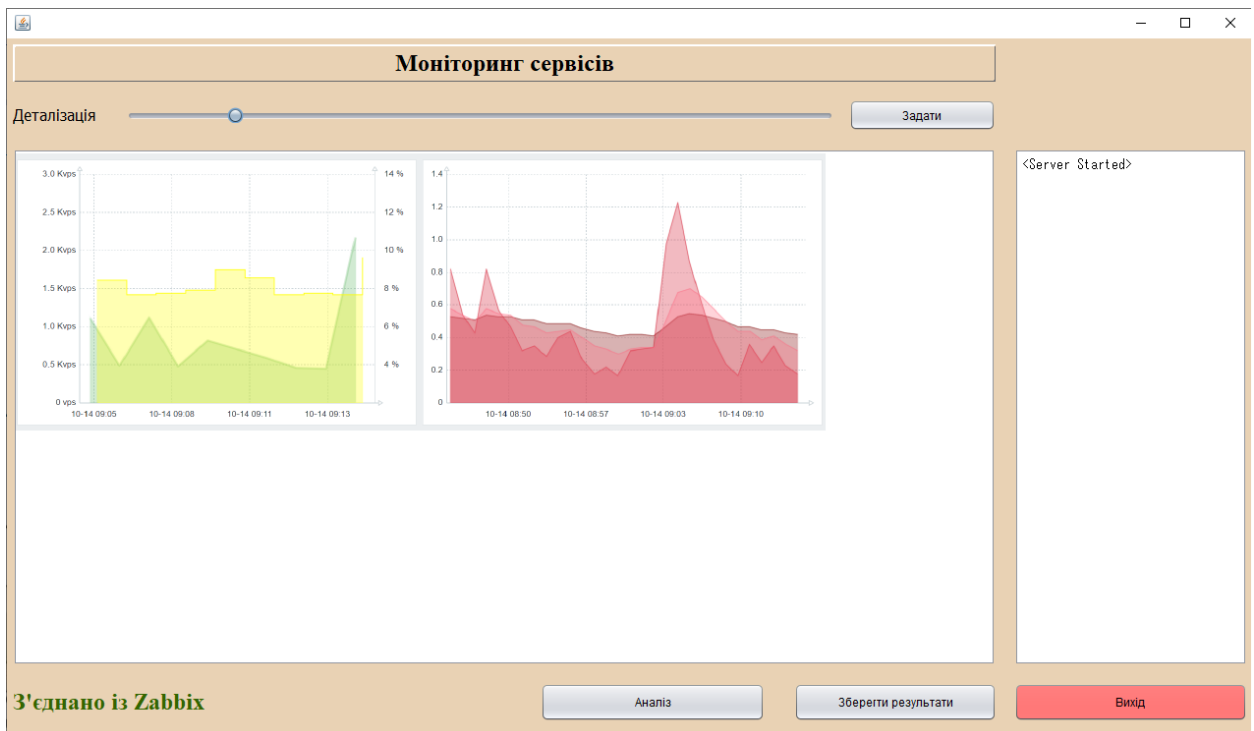 Моніторинг сервісів
Деталізація
Задати
3.0 Kvps
2.5 Kvps
2.0 Kvps
1.5 Kvps
1.0 Kvps
0.5 Kvps
0 vps
14 %
12 %
10 %
8 %
6 %
4 %
10-14 09:05 10-14 09:08 10-14 09:11 10-14 09:13
1.4
1.2
1.0
0.8
0.6
0.4
0.2
0
10-14 08:50 10-14 08:57 10-14 09:03 10-14 09:10
<Server Started>
З'єднано із Zabbix
Аналіз
Зберегти результати
Вихід